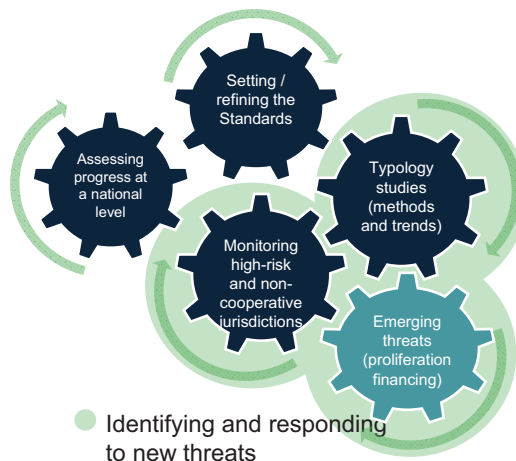 Setting /
refining the
Standards
Assessing
progress at
a national
level
Typology
studies
(methods
and trends)
Monitoring
high-risk
and non-
cooperative
jurisdictions
Emerging
threats
(proliferation
financing)
Identifying and responding
to new threats